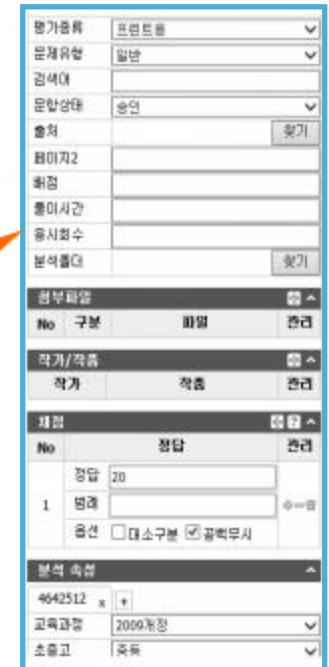 평가종류 프린트용
문제유형 일반
검색어
문항상태 승인
출처 찾기
페이지2
배점
풀이시간
응시회수
분석폴더 찾기
첨부파일
No 구분 파일 관리
작가/작품
작가 작품 관리
채점 ?
No 정답 관리
정답 20
1 범례
옵션 대소구분 공백무시
분석 속성
4642512 x +
교육과정 2009개정
초중고 중등